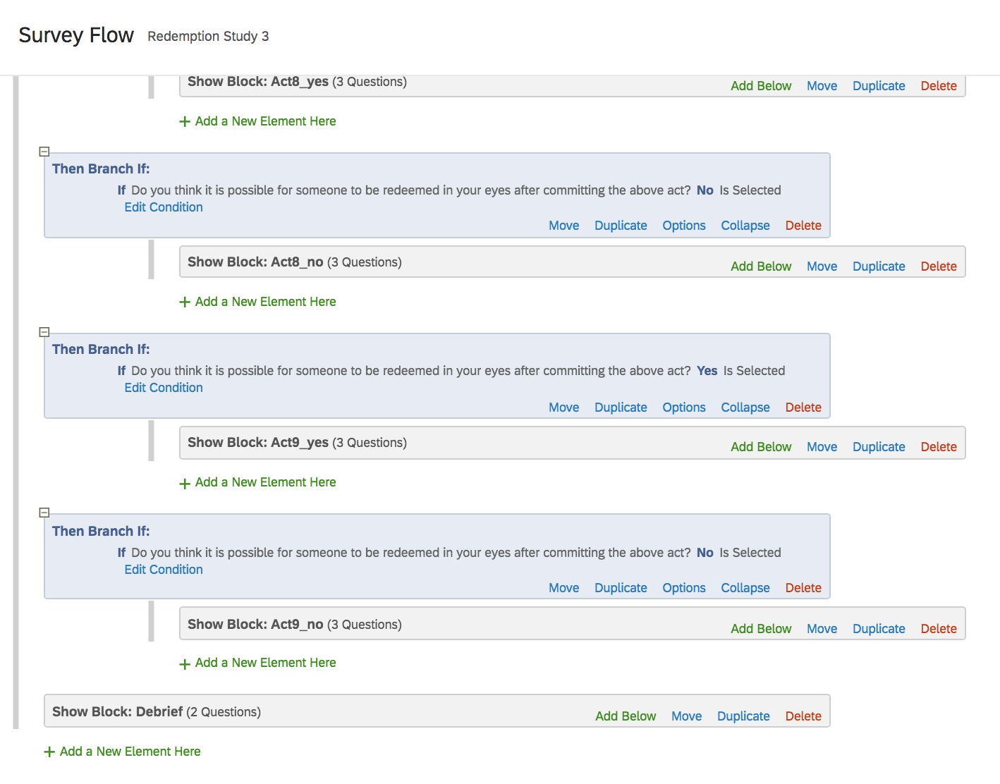 Survey Flow Redemption Study 3
Show Block: Act8_yes (3 Questions)
Add Below Move Duplicate Delete
+ Add a New Element Here
Then Branch If:
If Do you think it is possible for someone to be redeemed in your eyes after committing the above act? No Is Selected
Edit Condition
Move Duplicate Options Collapse Delete
Show Block: Act8_no (3 Questions)
Add Below Move Duplicate Delete
+ Add a New Element Here
Then Branch If:
If Do you think it is possible for someone to be redeemed in your eyes after committing the above act? Yes Is Selected
Edit Condition
Move Duplicate Options Collapse Delete
Show Block: Act9_yes (3 Questions)
Add Below Move Duplicate Delete
+ Add a New Element Here
Then Branch If:
If Do you think it is possible for someone to be redeemed in your eyes after committing the above act? No Is Selected
Edit Condition
Move Duplicate Options Collapse Delete
Show Block: Act9_no (3 Questions)
Add Below Move Duplicate Delete
+ Add a New Element Here
Show Block: Debrief (2 Questions)
Add Below Move Duplicate Delete
+ Add a New Element Here